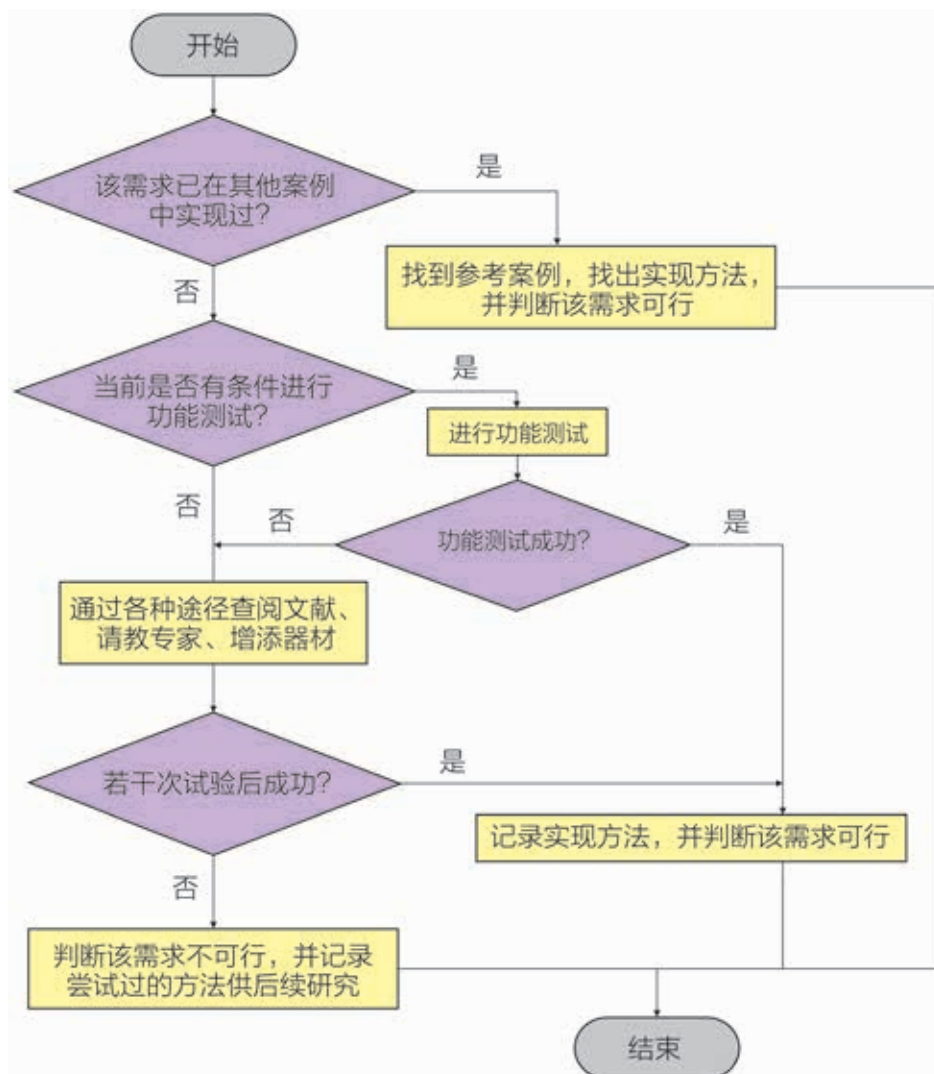 开始
该需求已在其他案例
中实现过?
是
找到参考案例，找出实现方法，
并判断该需求可行
否
当前是否有条件进行
功能测试?
是
进行功能测试
否
否
功能测试成功?
是
通过各种途径查阅文献、
请教专家、增添器材
若干次试验后成功?
是
记录实现方法，并判断该需求可行
否
判断该需求不可行，并记录
尝试过的方法供后续研究
结束